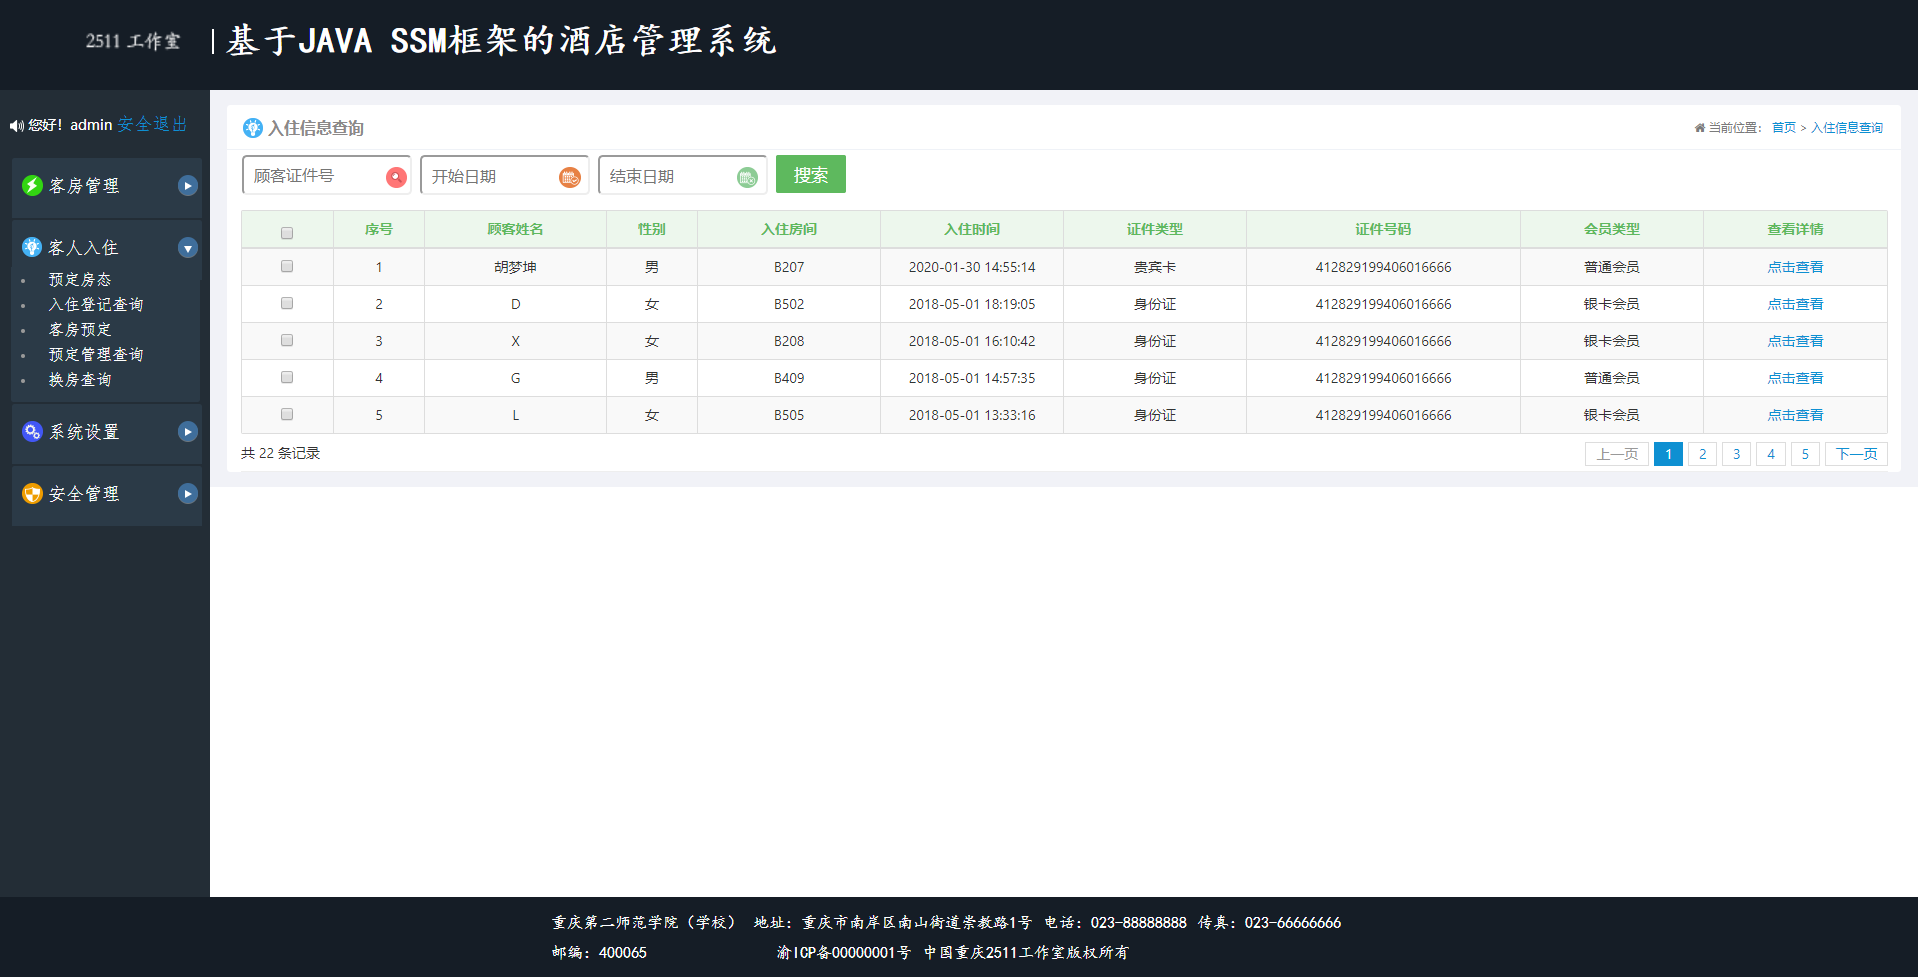 2511 工作室 | 基于JAVA SSM框架的酒店管理系统
您好！admin 安全退出
客房管理
客人入住
预定房态
入住登记查询
客房预定
预定管理查询
换房查询
系统设置
安全管理
入住信息查询
当前位置： 首页 > 入住信息查询
顾客证件号 开始日期 结束日期 搜索
序号 顾客姓名 性别 入住房间 入住时间 证件类型 证件号码 会员类型 查看详情
1 胡梦坤 男 B207 2020-01-30 14:55:14 贵宾卡 412829199406016666 普通会员 点击查看
2 D 女 B502 2018-05-01 18:19:05 身份证 412829199406016666 银卡会员 点击查看
3 X 女 B208 2018-05-01 16:10:42 身份证 412829199406016666 银卡会员 点击查看
4 G 男 B409 2018-05-01 14:57:35 身份证 412829199406016666 普通会员 点击查看
5 L 女 B505 2018-05-01 13:33:16 身份证 412829199406016666 银卡会员 点击查看
共 22 条记录
上一页 1 2 3 4 5 下一页
重庆第二师范学院（学校） 地址：重庆市南岸区南山街道崇教路1号 电话：023-88888888 传真：023-66666666
邮编：400065 渝ICP备00000001号 中国重庆2511工作室版权所有